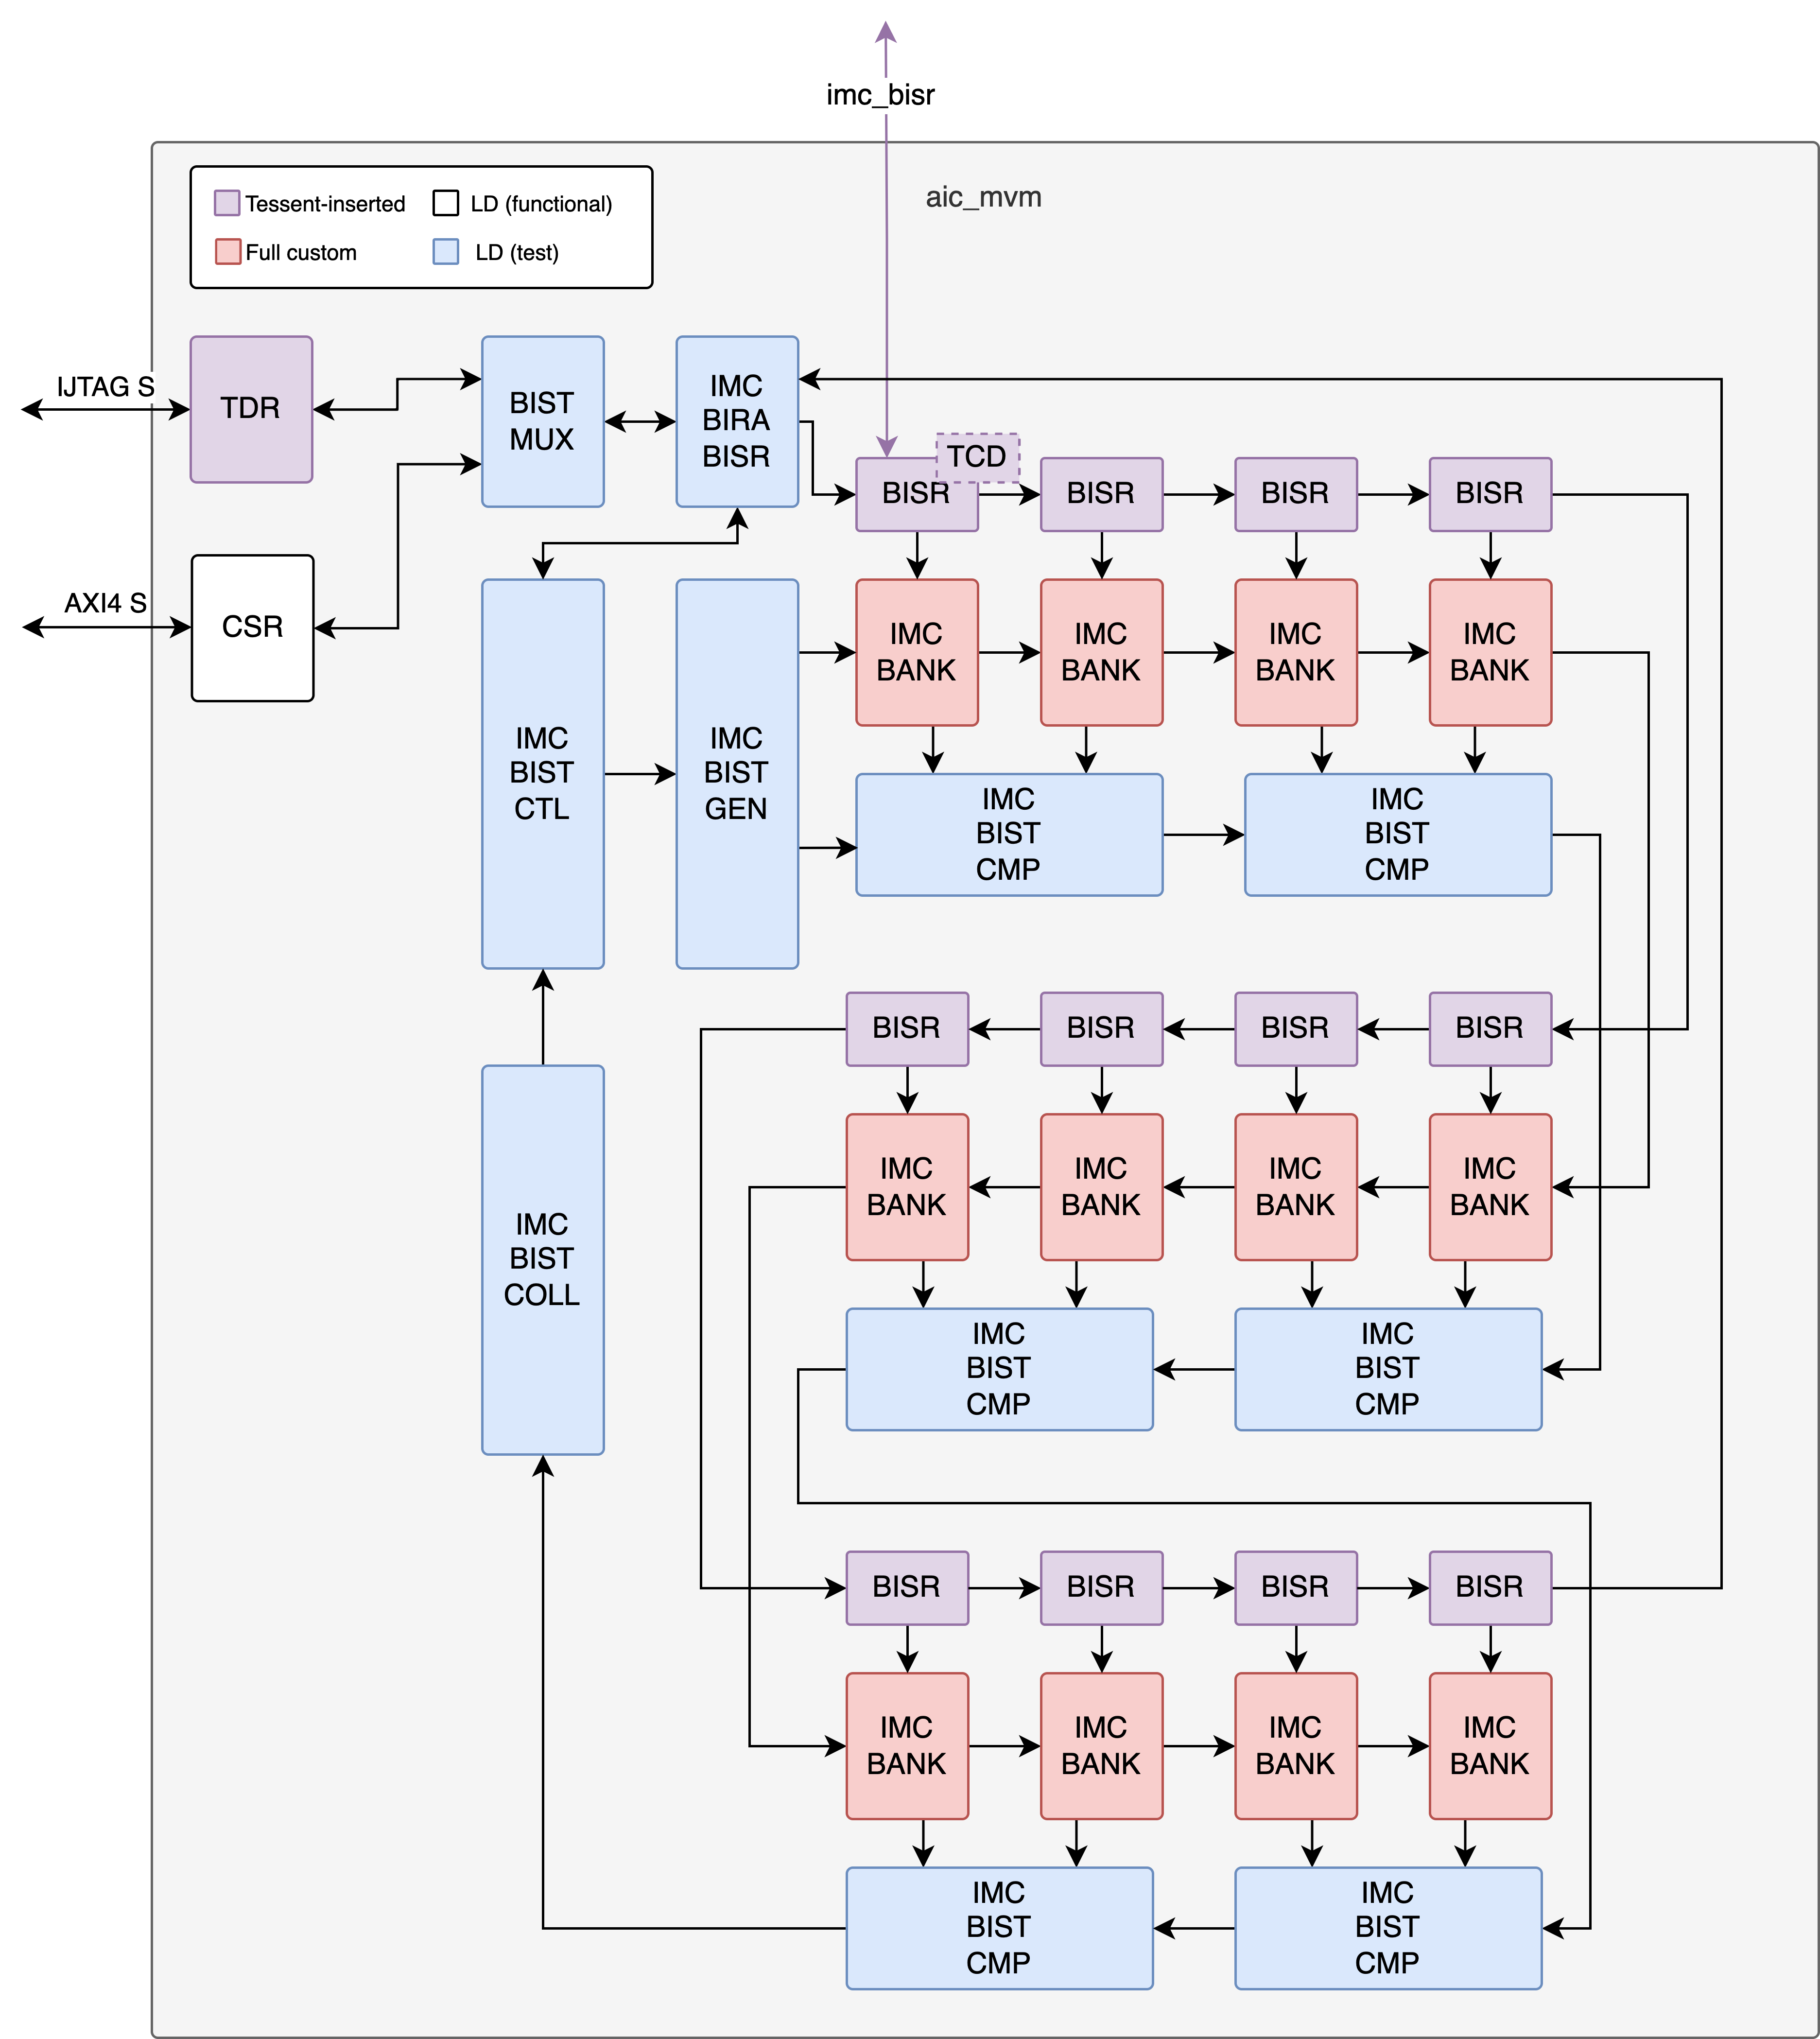 imc_bisr
aic_mvm
Tessent-inserted
LD (functional)
Full custom
LD (test)
IJTAG S
TDR
BIST
MUX
IMC
BIRA
BISR
TCD
BISR
BISR
BISR
BISR
AXI4 S
CSR
IMC
BANK
IMC
BANK
IMC
BANK
IMC
BANK
IMC
BIST
CTL
IMC
BIST
GEN
IMC
BIST
CMP
IMC
BIST
CMP
BISR
BISR
BISR
BISR
IMC
BANK
IMC
BANK
IMC
BANK
IMC
BANK
IMC
BIST
COLL
IMC
BIST
CMP
IMC
BIST
CMP
BISR
BISR
BISR
BISR
IMC
BANK
IMC
BANK
IMC
BANK
IMC
BANK
IMC
BIST
CMP
IMC
BIST
CMP